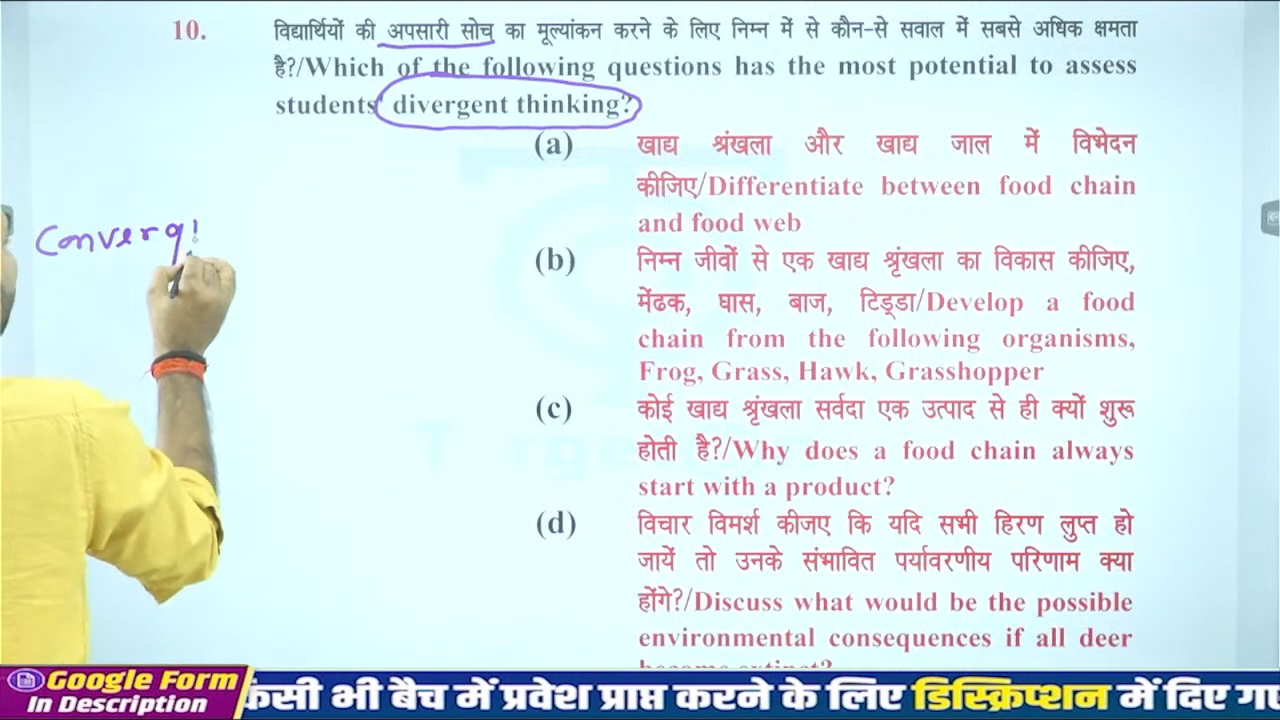 10. विद्यार्थियों की अपसारी सोच का मूल्यांकन करने के लिए निम्न में से कौन-से सवाल में सबसे अधिक क्षमता
है?/Which of the following questions has the most potential to assess
students' divergent thinking?
(a) खाद्य श्रंखला और खाद्य जाल में विभेदन
कीजिए/Differentiate between food chain
and food web
Converg
(b) निम्न जीवों से एक खाद्य श्रृंखला का विकास कीजिए,
मेंढक, घास, बाज, टिड्डा/Develop a food
chain from the following organisms,
Frog, Grass, Hawk, Grasshopper
(c) कोई खाद्य श्रृंखला सर्वदा एक उत्पाद से ही क्यों शुरू
होती है?/Why does a food chain always
start with a product?
(d) विचार विमर्श कीजए कि यदि सभी हिरण लुप्त हो
जायें तो उनके संभावित पर्यावरणीय परिणाम क्या
होंगे?/Discuss what would be the possible
environmental consequences if all deer
become extinct?
Google Form
In Description
किसी भी बैच में प्रवेश प्राप्त करने के लिए डिस्क्रिप्शन में दिए गए